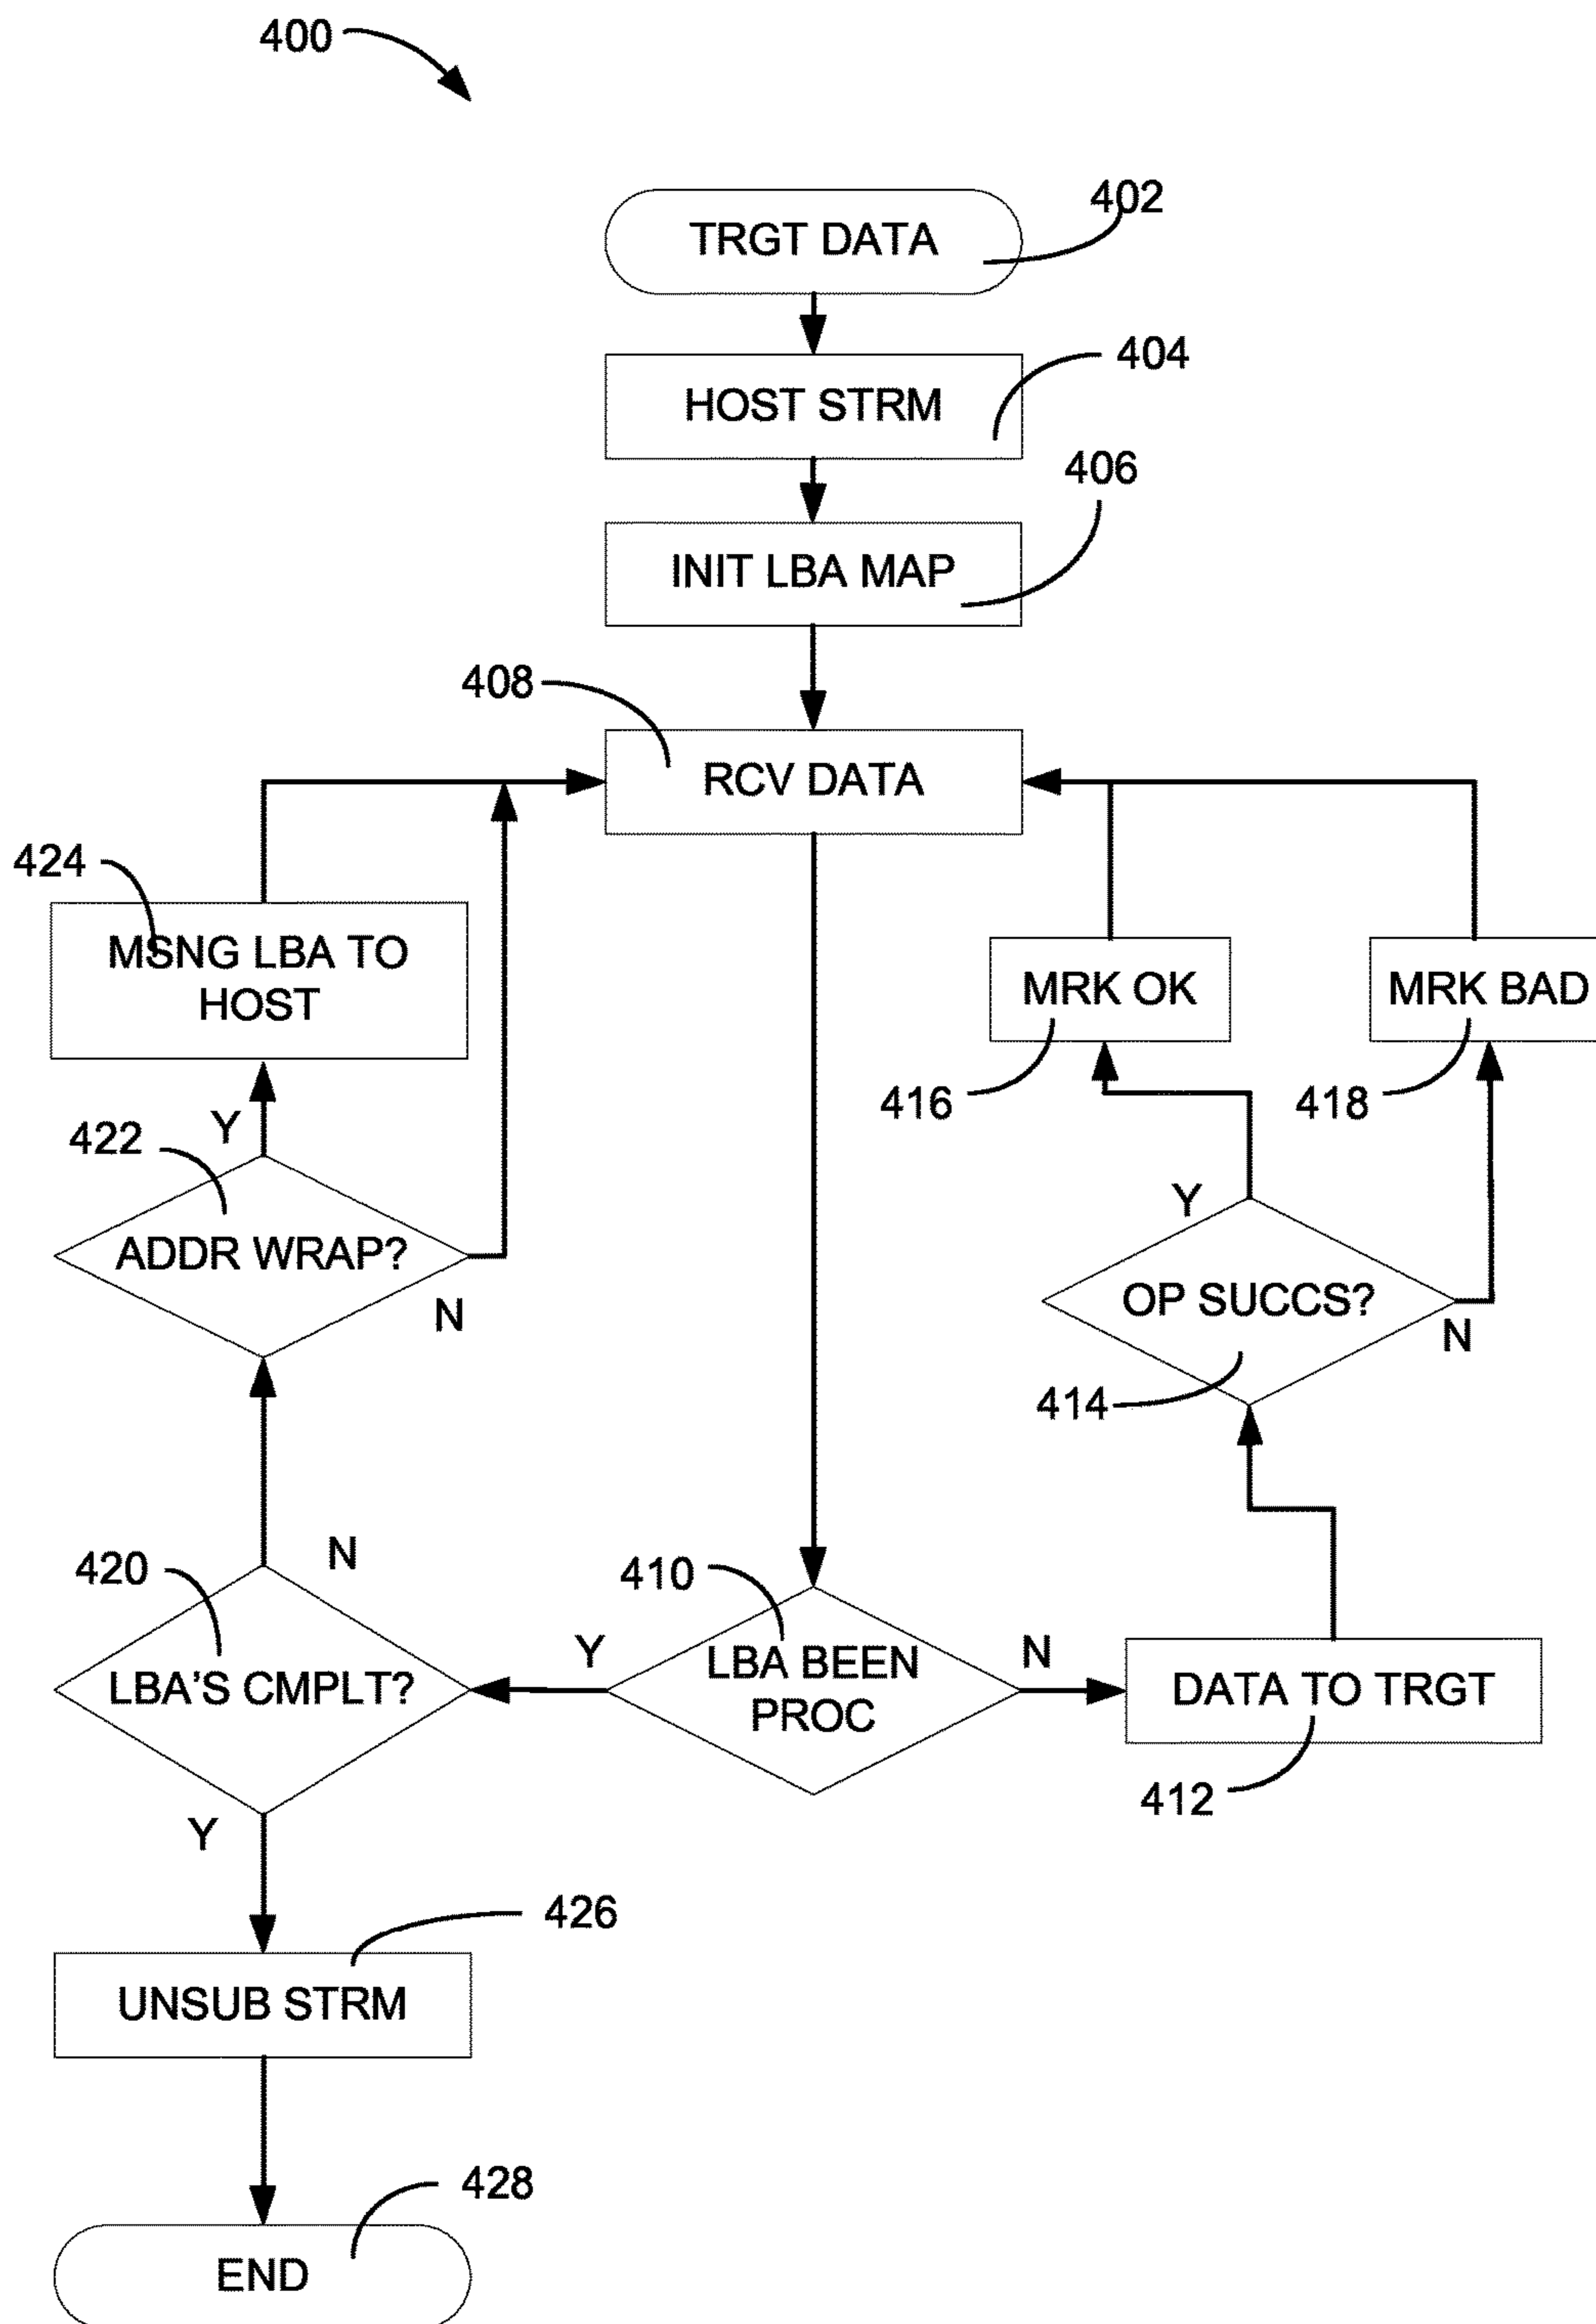 400
402
TRGT DATA
404
HOST STRM
406
INIT LBA MAP
408
RCV DATA
424
MSNG LBA TO
HOST
MRK OK
MRK BAD
416
418
Y
422
ADDR WRAP?
N
Y
OP SUCCS?
N
414
N
420
LBA'S CMPLT?
Y
410
LBA BEEN
PROC
Y
N
DATA TO TRGT
412
426
UNSUB STRM
428
END